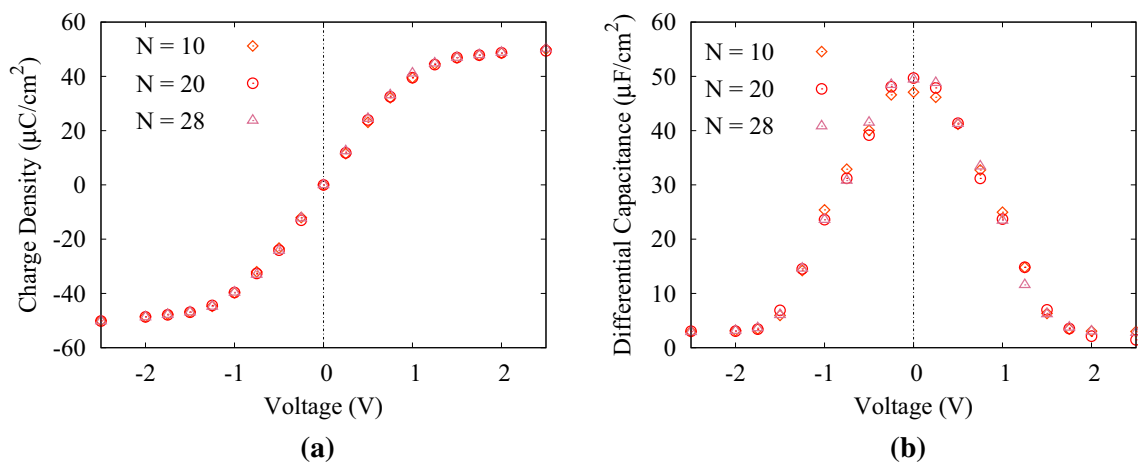 60
40
20
0
-20
-40
-60
-2
-1
0
1
2
Charge Density (μC/cm²)
Voltage (V)
N = 10
N = 20
N = 28
(a)
60
50
40
30
20
10
0
-2
-1
0
1
2
Differential Capacitance (μF/cm²)
Voltage (V)
N = 10
N = 20
N = 28
(b)